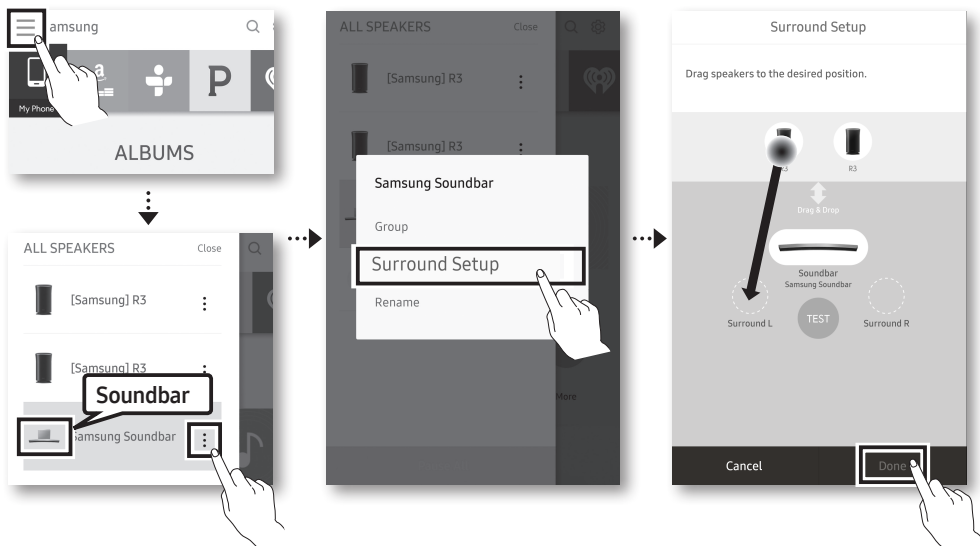 amsung
a
P
My Phone
ALBUMS
ALL SPEAKERS Close
[Samsung] R3
[Samsung] R3
Soundbar
Samsung Soundbar
ALL SPEAKERS Close
[Samsung] R3
[Samsung] R3
Samsung Soundbar
Group
Surround Setup
Rename
More
Surround Setup
Drag speakers to the desired position.
R3 R3
Drag & Drop
Soundbar
Samsung Soundbar
Surround L TEST Surround R
Cancel Done